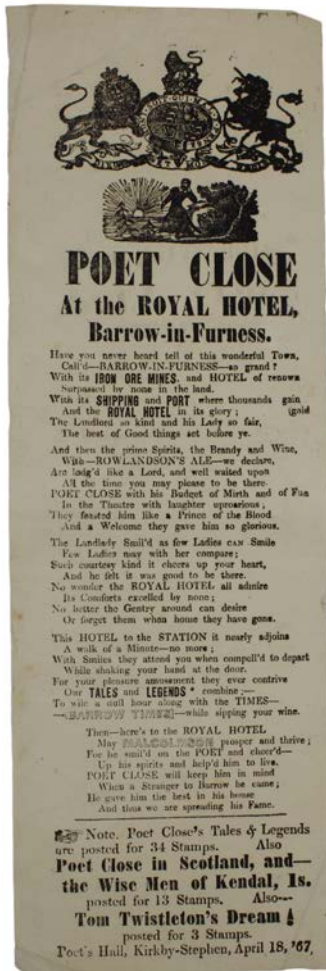 POET CLOSE
At the ROYAL HOTEL,
Barrow-in-Furness.
Have you never heard tell of this wonderful Town,
Call'd—BARROW-IN-FURNESS—so grand?
With its IRON ORE MINES, and HOTEL of renown
Surpassed by none in the land.
With its SHIPPING and PORT where thousands gain
And the ROYAL HOTEL in its glory; (gold
The Landlord so kind and his Lady so fair,
The best of Good things set before ye.
And then the prime Spirits, the Brandy and Wine,
With—ROWLANDSON'S ALE—we declare,
Are lodg'd like a Lord, and well waited upon
All the time you may please to be there.
POET CLOSE with his Budget of Mirth and of Fun
In the Theatre with laughter uproarious;
They feasted him like a Prince of the Blood
And a Welcome they gave him so glorious.
The Landlady Smil'd as few Ladies CAN Smile
Few Ladies may with her compare;
Such courtesy kind it cheers up your heart,
And he felt it was good to be there.
No wonder the ROYAL HOTEL all admire
Its Comforts excelled by none;
No better the Gentry around can desire
Or forget them when home they have gone.
This HOTEL to the STATION it nearly adjoins
A walk of a Minute—no more;
With Smiles they attend you when compell'd to depart
While shaking your hand at the door.
For your pleasure amusement they ever contrive
Our TALES and LEGENDS * combine;—
To wile a dull hour along with the TIMES—
—(BARROW TIMES)—while sipping your wine.
Then—here's to the ROYAL HOTEL
May MALCOLMSON prosper and thrive;
For he smil'd on the POET and cheer'd—
Up his spirits and help'd him to live.
POET CLOSE will keep him in mind
When a Stranger to Barrow he came;
He gave him the best in his house
And thus we are spreading his Fame.
☞ Note. Poet Close's Tales & Legends
are posted for 34 Stamps. Also
Poet Close in Scotland, and—
the Wise Men of Kendal, 1s.
posted for 13 Stamps. Also—
Tom Twistleton's Dream!
posted for 3 Stamps.
Poet's Hall, Kirkby-Stephen, April 18, '67.